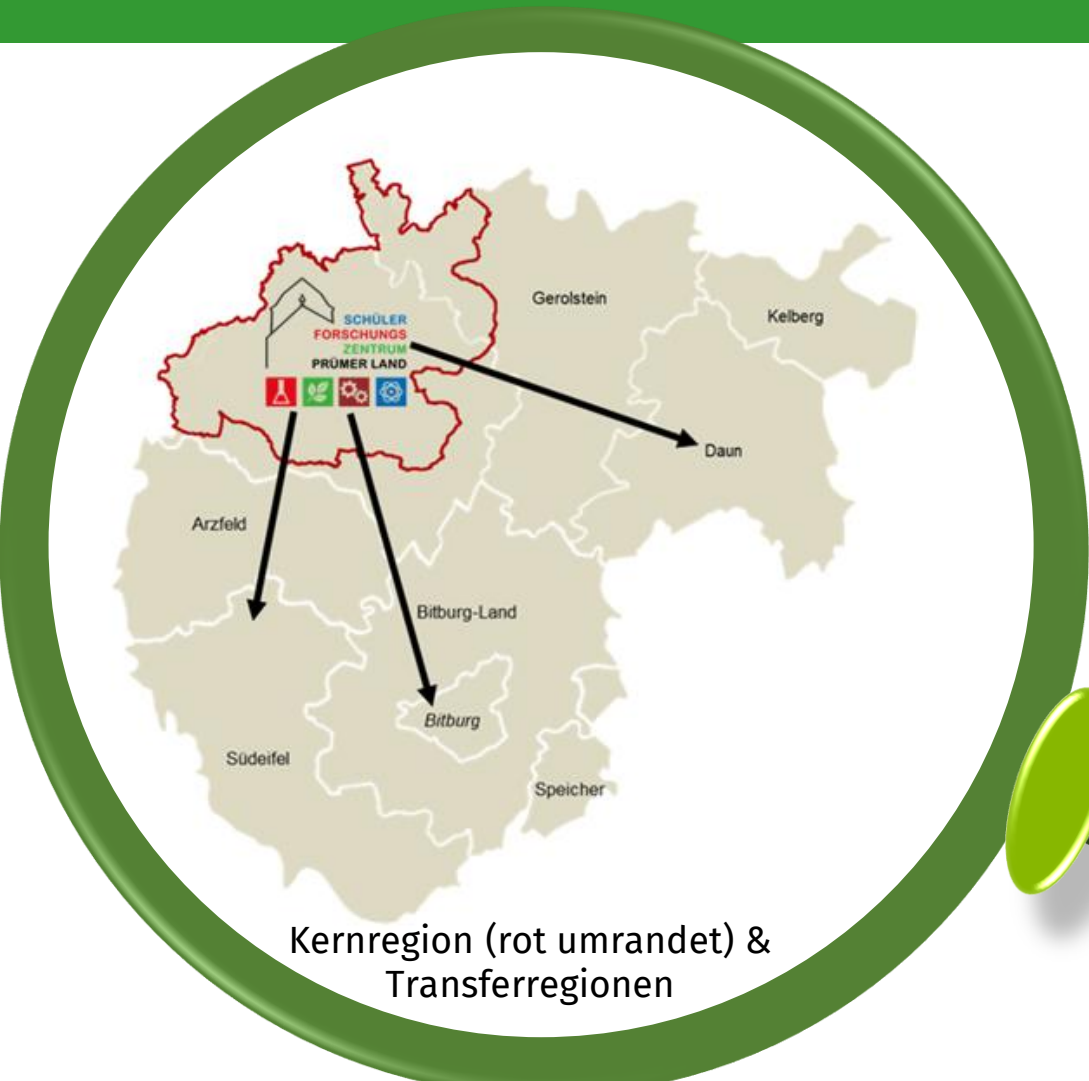 Gerolstein
Kelberg
SCHÜLER
FORSCHUNGS
ZENTRUM
PRÜMER LAND
Daun
Arzfeld
Bitburg-Land
Bitburg
Südeifel
Speicher
Kernregion (rot umrandet) &
Transferregionen